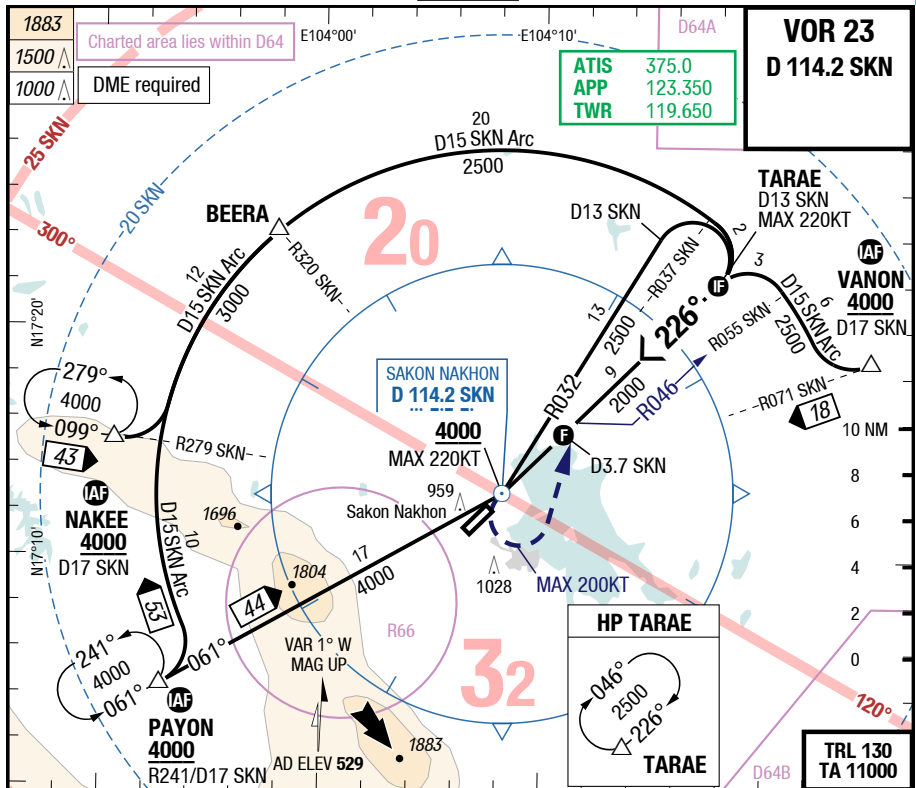 1883
1500
1000
Charted area lies within D64
DME required
E104°00'
E104°10'
D64A
ATIS 375.0
APP 123.350
TWR 119.650
VOR 23
D 114.2 SKN
25 SKN
20 SKN
300°
20
D15 SKN Arc
2500
BEERA
R320 SKN
12
D15 SKN Arc
3000
20
D13 SKN
TARAE
D13 SKN
MAX 220KT
2
3
IF
IAF
VANON
4000
D17 SKN
D15 SKN Arc
6
2500
R037 SKN
13
2500
R032
226°
9
2000
R055 SKN
R046
R071 SKN
18
N17°20'
N17°10'
SAKON NAKHON
D 114.2 SKN
4000
MAX 220KT
F
D3.7 SKN
279°
4000
099°
43
R279 SKN
IAF
NAKEE
4000
D17 SKN
D15 SKN Arc
10
53
1696
959
Sakon Nakhon
1028
MAX 200KT
17
4000
061°
44
1804
R66
VAR 1° W
MAG UP
32
241°
4000
061°
IAF
PAYON
4000
R241/D17 SKN
AD ELEV 529
1883
HP TARAE
046°
2500
226°
TARAE
10 NM
8
6
4
2
0
120°
D64B
TRL 130
TA 11000